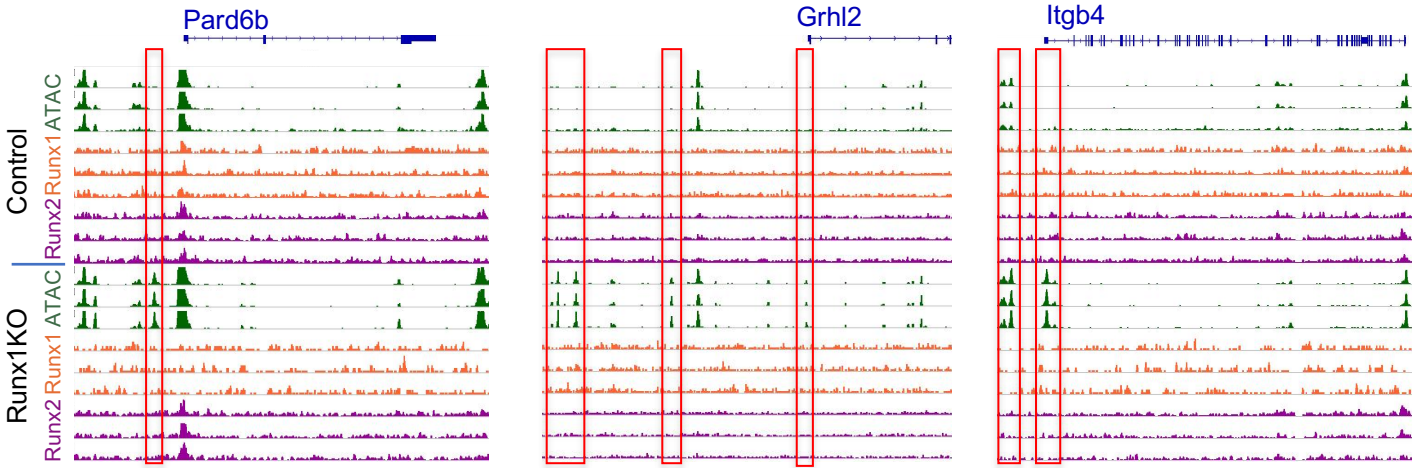 Pard6b
Grhl2
Itgb4
Control
ATAC
Runx1
Runx2
Runx1KO
ATAC
Runx1
Runx2